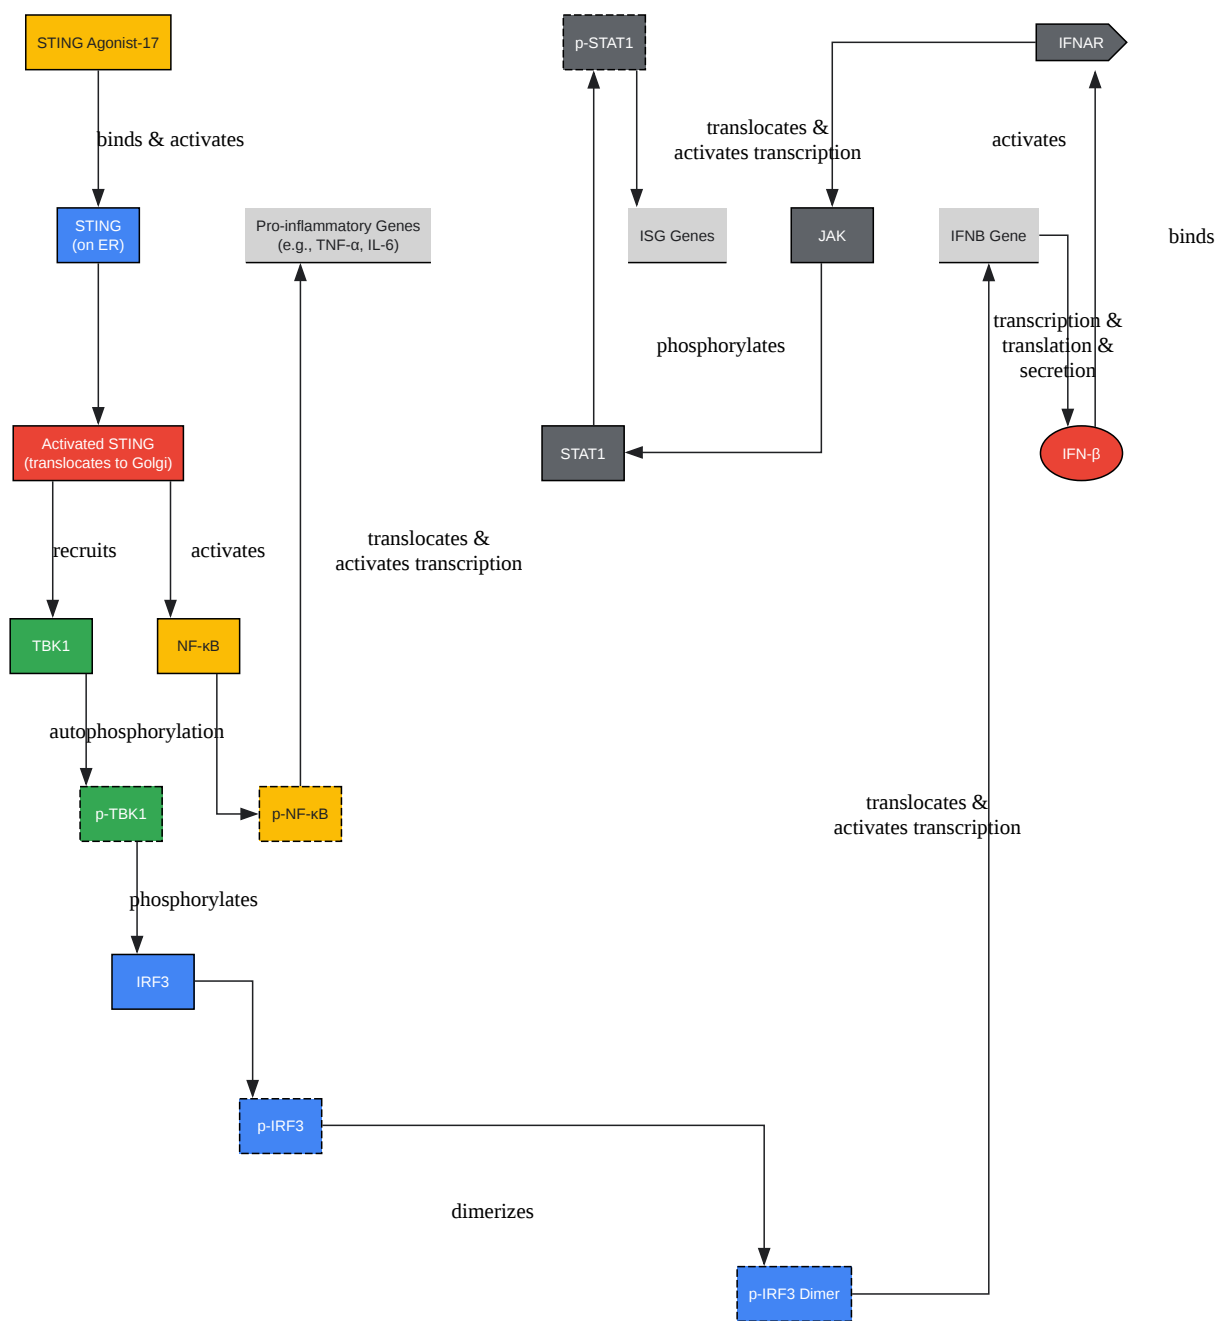 STING Agonist-17
p-STAT1
IFNAR
binds & activates
translocates &
activates transcription
activates
STING
(on ER)
Pro-inflammatory Genes
(e.g., TNF-α, IL-6)
ISG Genes
JAK
IFNB Gene
binds
phosphorylates
transcription &
translation &
secretion
Activated STING
(translocates to Golgi)
STAT1
IFN-β
recruits
activates
translocates &
activates transcription
TBK1
NF-κB
autophosphorylation
p-TBK1
p-NF-κB
translocates &
activates transcription
phosphorylates
IRF3
p-IRF3
dimerizes
p-IRF3 Dimer